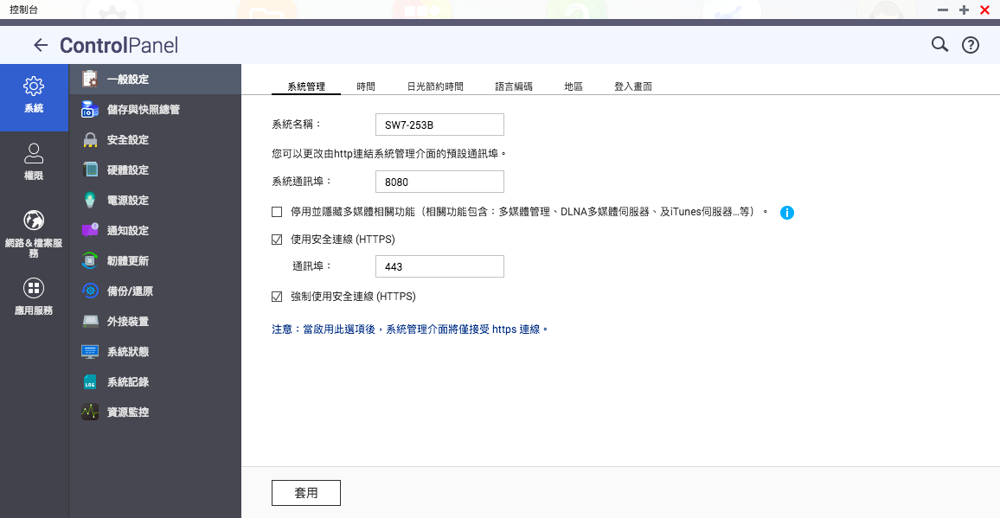 控制台
ControlPanel
系統
權限
網路&檔案服
務
應用服務
一般設定
儲存與快照總管
安全設定
硬體設定
電源設定
通知設定
韌體更新
備份/還原
外接裝置
系統狀態
LOG
系統記錄
資源監控
系統管理 時間 日光節約時間 語言編碼 地區 登入畫面
系統名稱： SW7-253B
您可以更改由http連結系統管理介面的預設通訊埠。
系統通訊埠： 8080
停用並隱藏多媒體相關功能（相關功能包含：多媒體管理、DLNA多媒體伺服器、及iTunes伺服器...等）。
使用安全連線 (HTTPS)
通訊埠： 443
強制使用安全連線 (HTTPS)
注意：當啟用此選項後，系統管理介面將僅接受 https 連線。
套用